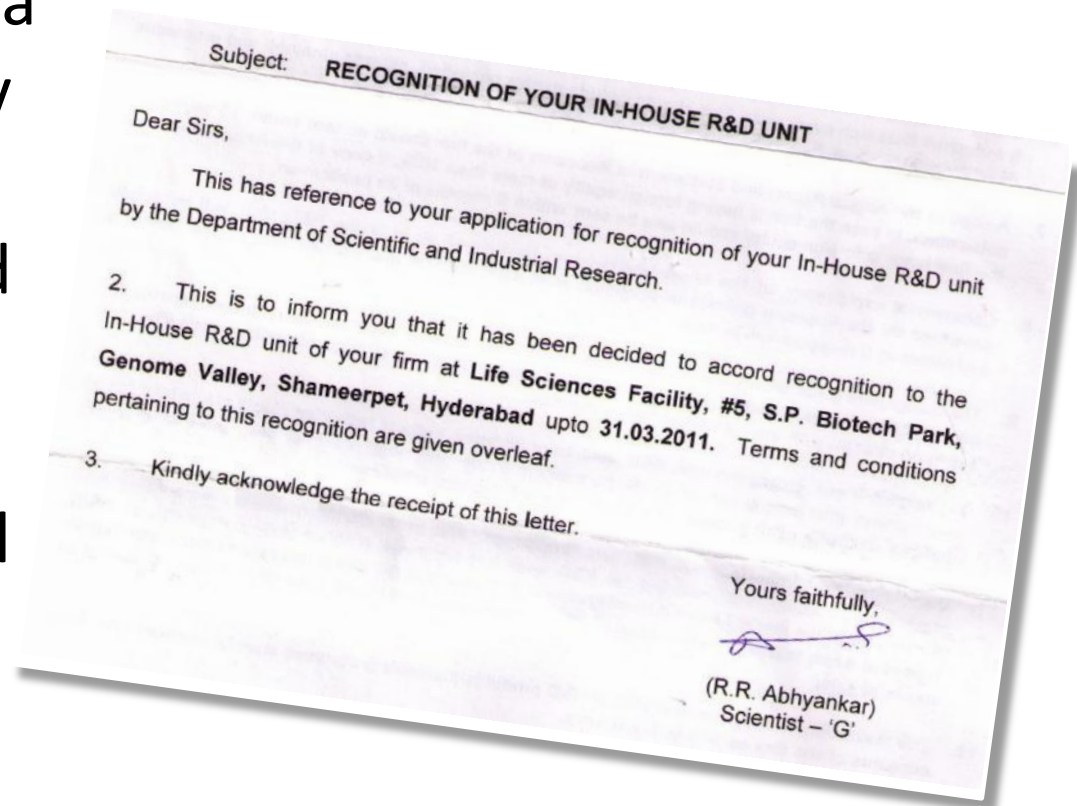 a
y
d
d
Subject: RECOGNITION OF YOUR IN-HOUSE R&D UNIT
Dear Sirs,
This has reference to your application for recognition of your In-House R&D unit
by the Department of Scientific and Industrial Research.
2. This is to inform you that it has been decided to accord recognition to the
In-House R&D unit of your firm at Life Sciences Facility, #5, S.P. Biotech Park,
Genome Valley, Shameerpet, Hyderabad upto 31.03.2011. Terms and conditions
pertaining to this recognition are given overleaf.
3. Kindly acknowledge the receipt of this letter.
Yours faithfully,
(R.R. Abhyankar)
Scientist – 'G'